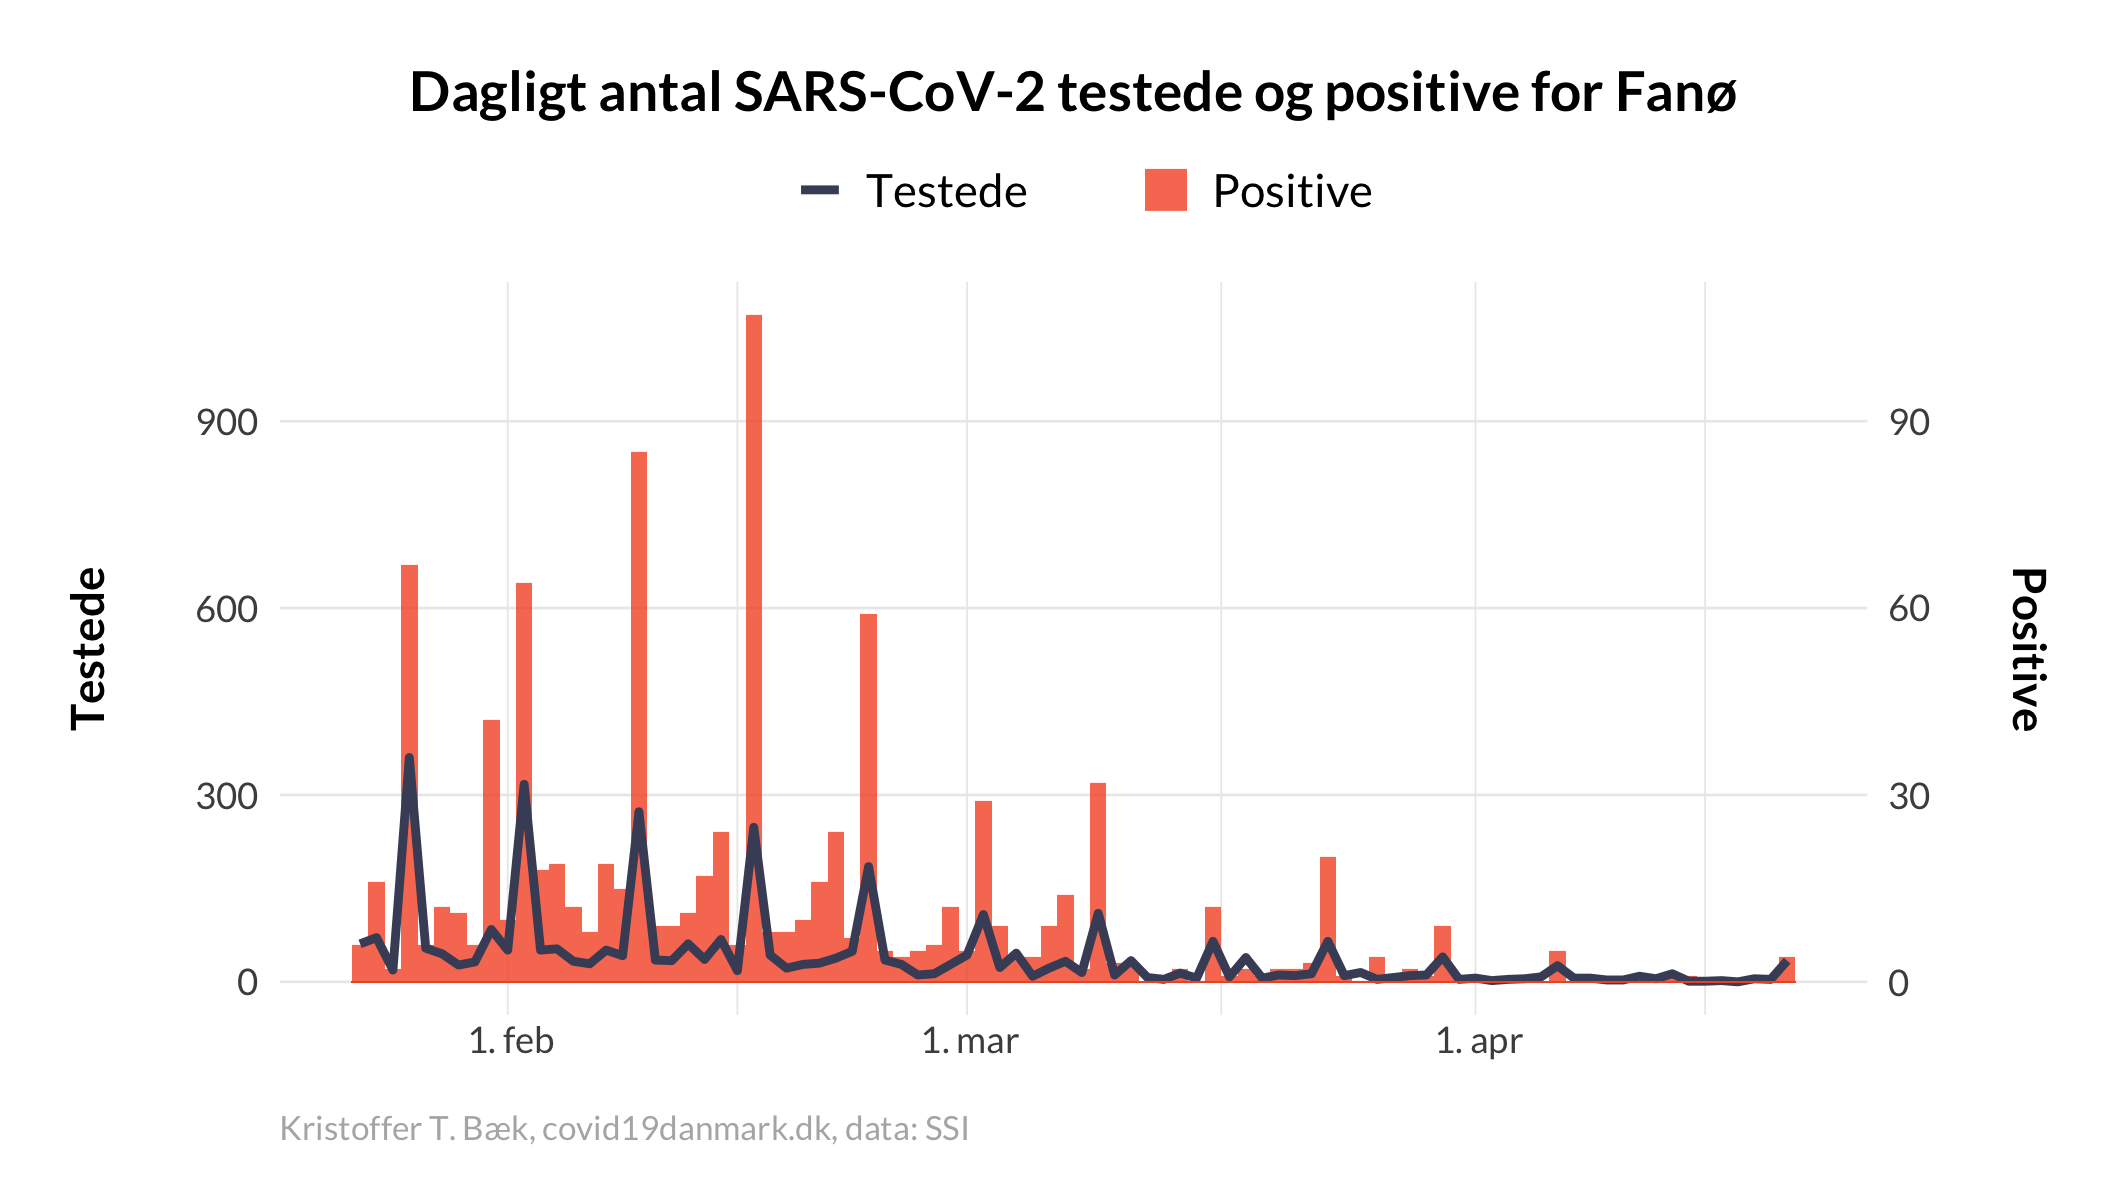 Dagligt antal SARS-CoV-2 testede og positive for Fanø
Testede
Positive
900
600
300
0
Testede
90
60
30
0
Positive
1. feb
1. mar
1. apr
Kristoffer T. Bæk, covid19danmark.dk, data: SSI